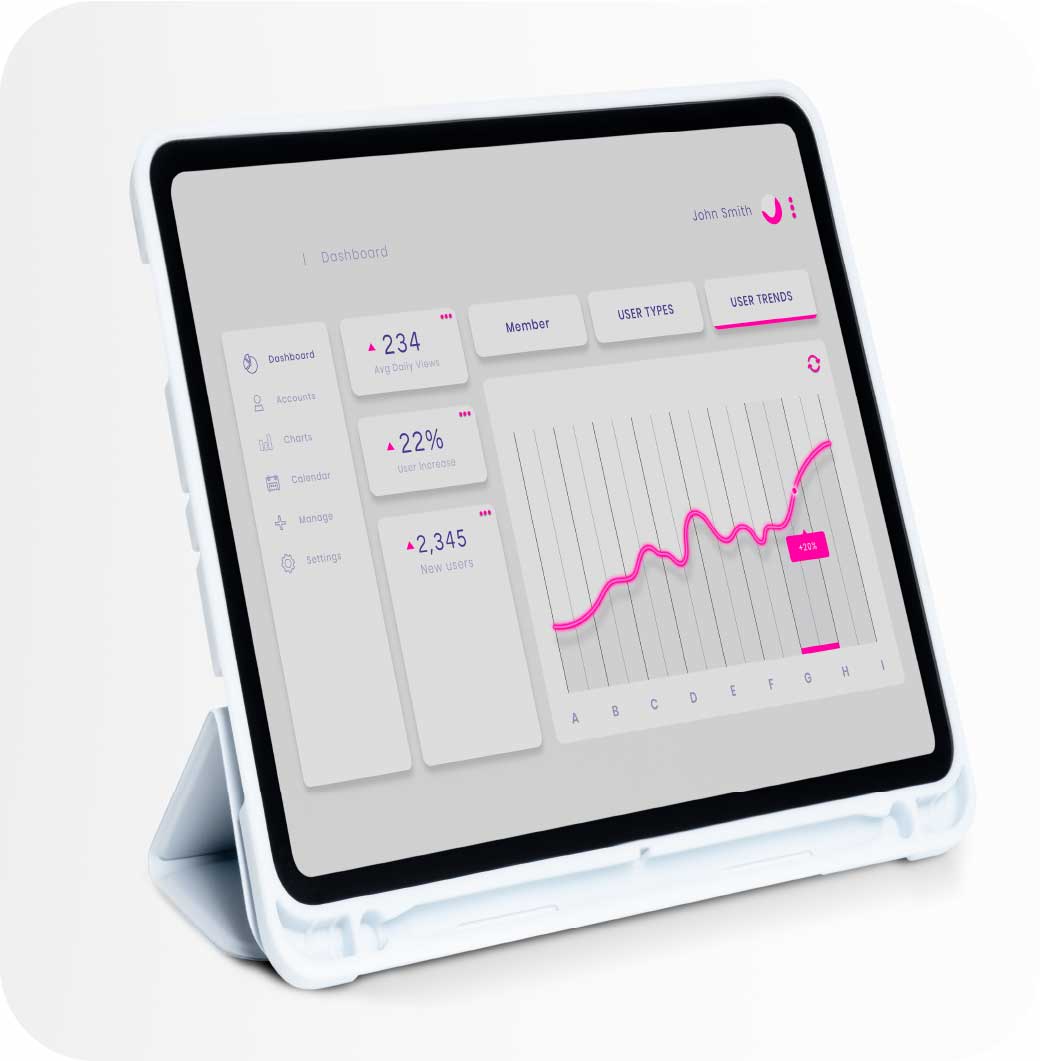 John Smith
| Dashboard
Dashboard
Accounts
Charts
Calendar
Manage
Settings
234
Avg Daily Views
22%
User Increase
2,345
New users
Member
USER TYPES
USER TRENDS
+20%
A B C D E F G H I